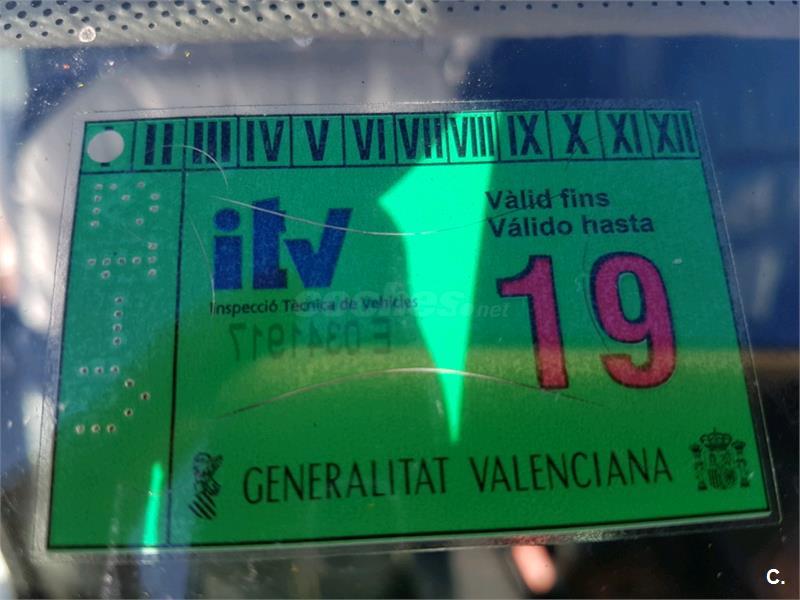 I II III IV V VI VII VIII IX X XI XII
itv
Vàlid fins
Válido hasta
19
Inspecció Tècnica de Vehicles
E 0341917
GENERALITAT VALENCIANA
C.